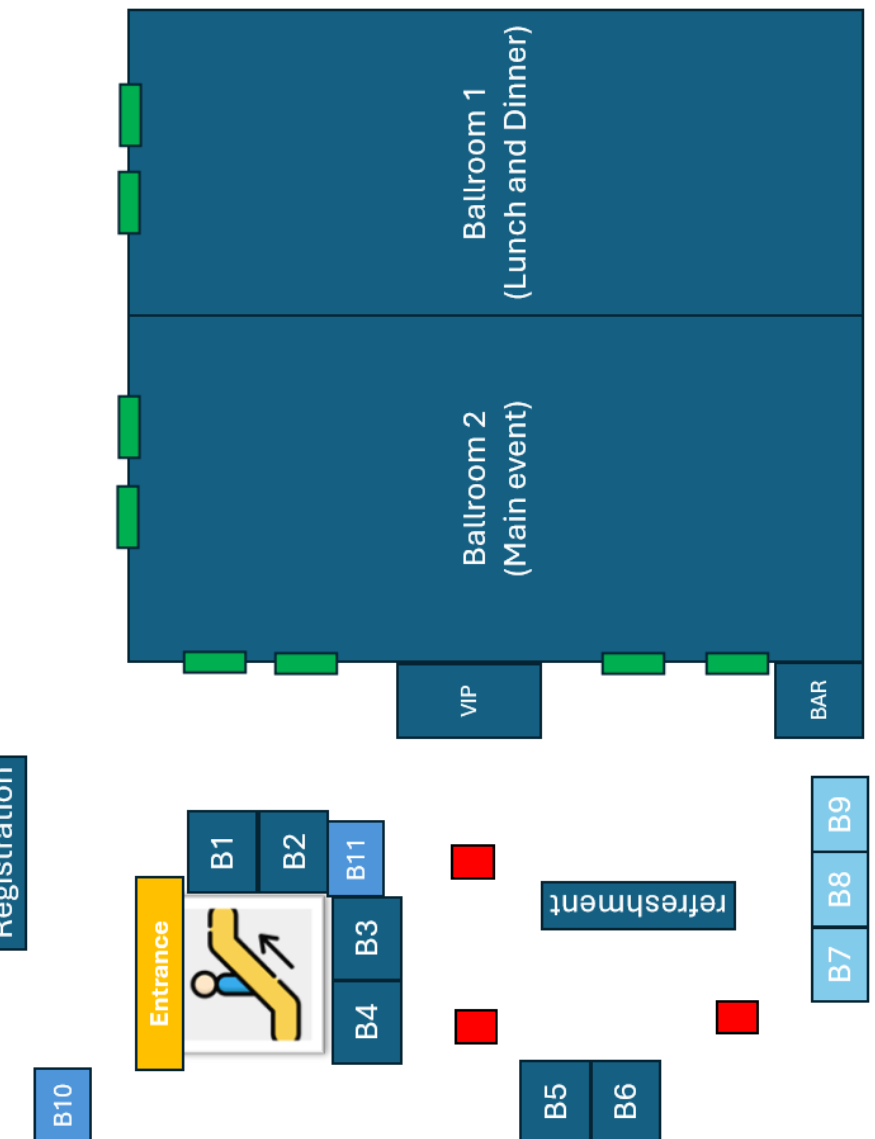 Ballroom 1
(Lunch and Dinner)
Ballroom 2
(Main event)
VIP
BAR
Registration
B1
B2
B11
Entrance
B3
B4
refreshment
B9
B8
B7
B10
B5
B6